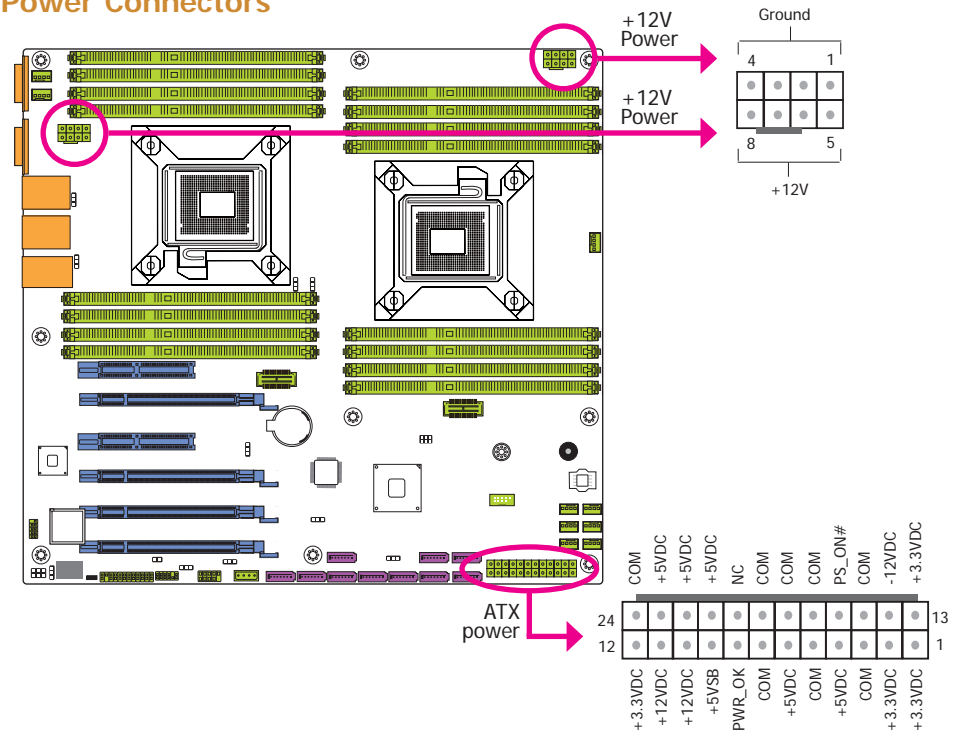 Power Connectors
+12V
Power
Ground
4 1
+12V
Power
8 5
+12V
COM
+5VDC
+5VDC
+5VDC
NC
COM
COM
COM
PS_ON#
COM
-12VDC
+3.3VDC
ATX
power
24 13
12 1
+3.3VDC
+12VDC
+12VDC
+5VSB
PWR_OK
COM
+5VDC
COM
+5VDC
COM
+3.3VDC
+3.3VDC